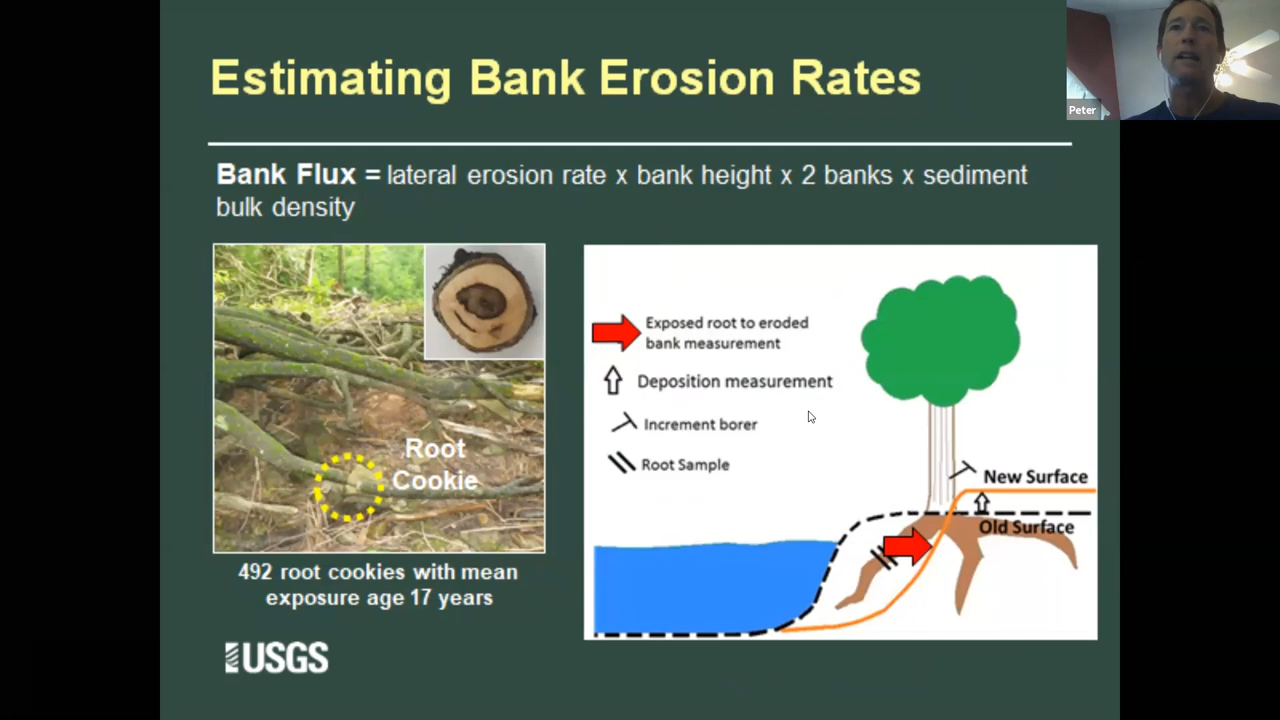 Estimating Bank Erosion Rates
Peter
Bank Flux = lateral erosion rate x bank height x 2 banks x sediment
bulk density
Root
Cookie
492 root cookies with mean
exposure age 17 years
Exposed root to eroded
bank measurement
Deposition measurement
Increment borer
Root Sample
New Surface
Old Surface
USGS